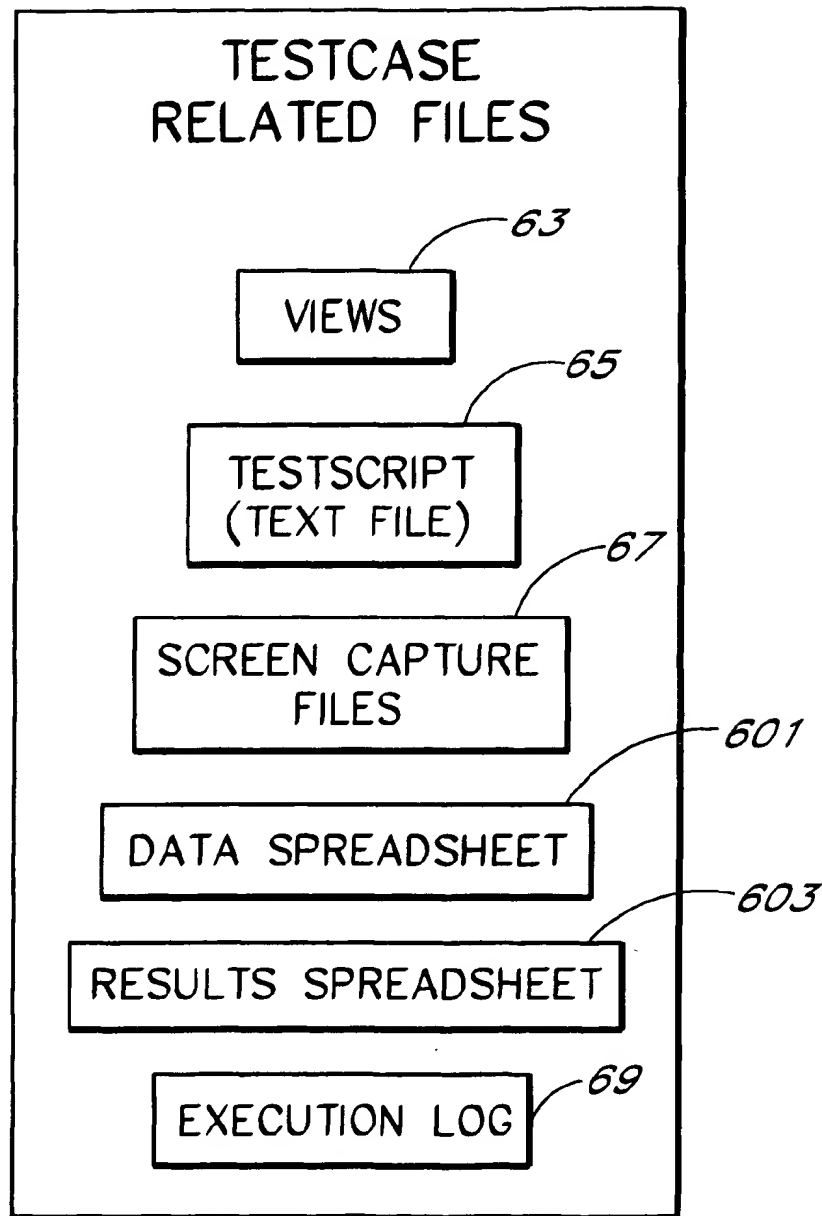 TESTCASE
RELATED FILES
63
VIEWS
65
TESTSCRIPT
(TEXT FILE)
67
SCREEN CAPTURE
FILES
601
DATA SPREADSHEET
603
RESULTS SPREADSHEET
69
EXECUTION LOG